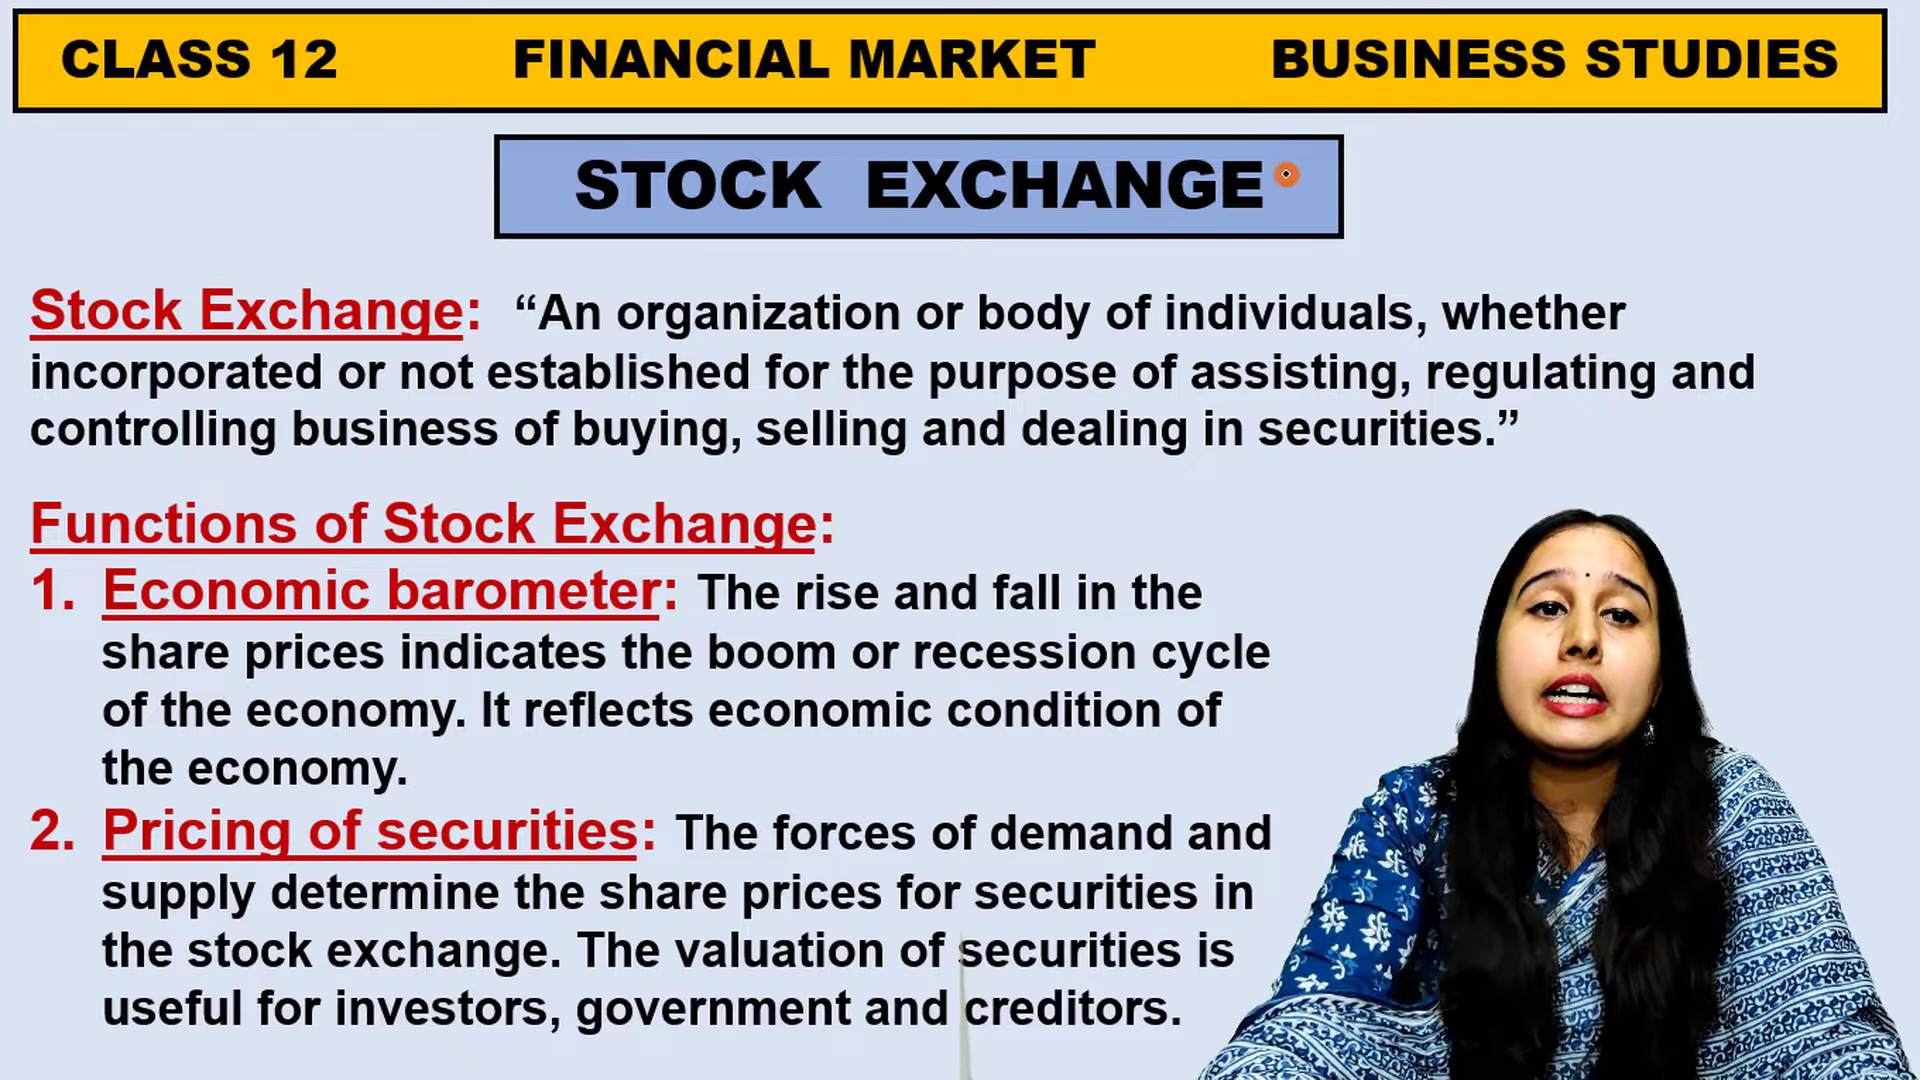 CLASS 12 FINANCIAL MARKET BUSINESS STUDIES
STOCK EXCHANGE
Stock Exchange: “An organization or body of individuals, whether
incorporated or not established for the purpose of assisting, regulating and
controlling business of buying, selling and dealing in securities.”
Functions of Stock Exchange:
1. Economic barometer: The rise and fall in the
share prices indicates the boom or recession cycle
of the economy. It reflects economic condition of
the economy.
2. Pricing of securities: The forces of demand and
supply determine the share prices for securities in
the stock exchange. The valuation of securities is
useful for investors, government and creditors.